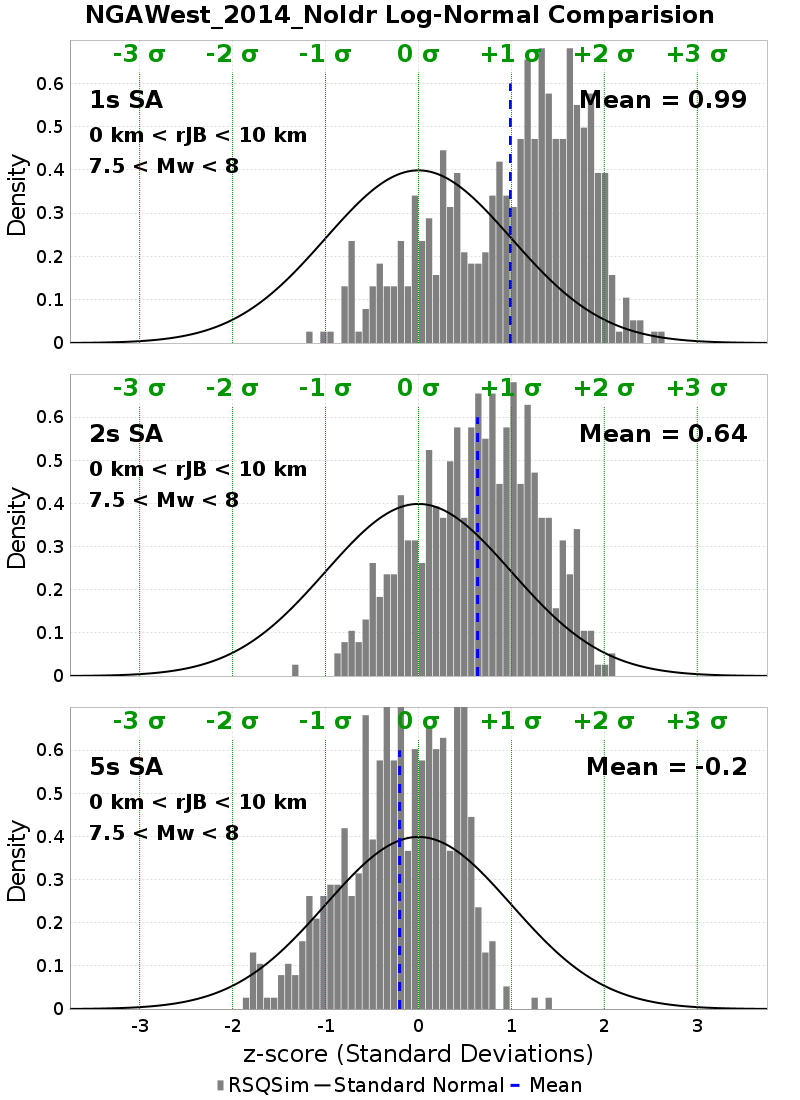 NGAWest_2014_NoIdr Log-Normal Comparision
-3 σ -2 σ -1 σ 0 σ +1 σ +2 σ +3 σ
1s SA Mean = 0.99
0 km < rJB < 10 km
7.5 < Mw < 8
Density
0.6
0.5
0.4
0.3
0.2
0.1
0
-3 σ -2 σ -1 σ 0 σ +1 σ +2 σ +3 σ
2s SA Mean = 0.64
0 km < rJB < 10 km
7.5 < Mw < 8
Density
0.6
0.5
0.4
0.3
0.2
0.1
0
-3 σ -2 σ -1 σ 0 σ +1 σ +2 σ +3 σ
5s SA Mean = -0.2
0 km < rJB < 10 km
7.5 < Mw < 8
Density
0.6
0.5
0.4
0.3
0.2
0.1
0
-3 -2 -1 0 1 2 3
z-score (Standard Deviations)
RSQSim Standard Normal Mean